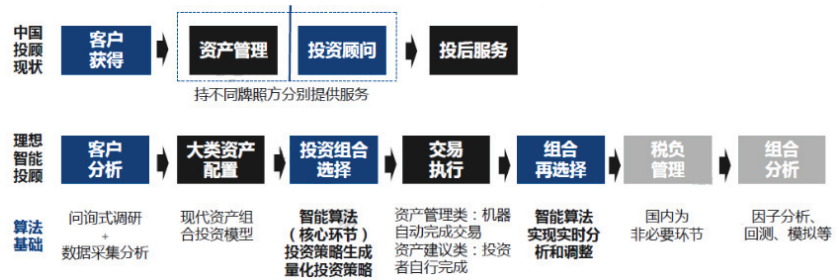 中国
投顾
现状
客户
获得
资产管理
投资顾问
投后服务
持不同牌照方分别提供服务
理想
智能
投顾
客户
分析
大类资产
配置
投资组合
选择
交易
执行
组合
再选择
税负
管理
组合
分析
算法
基础
问询式调研
+
数据采集分析
现代资产组
合投资模型
智能算法
（核心环节）
投资策略生成
量化投资策略
资产管理类：机器
自动完成交易
资产建议类：投资
者自行完成
智能算法
实现实时分
析和调整
国内为
非必要环节
因子分析、
回测、模拟等